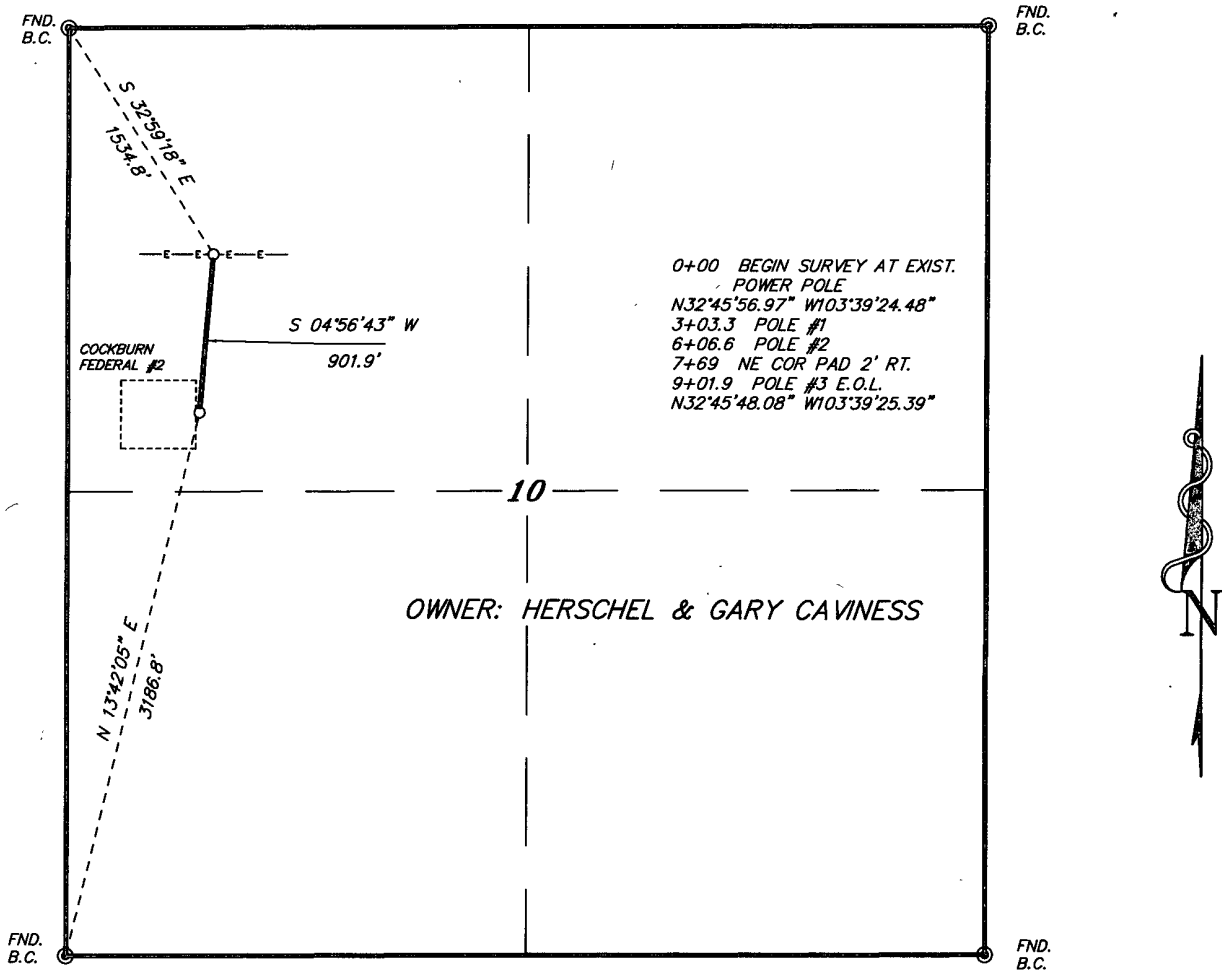 FND.
B.C.
FND.
B.C.
S 32°59'18" E
1534.8'
E E E E
0+00 BEGIN SURVEY AT EXIST.
POWER POLE
N32°45'56.97" W103°39'24.48"
3+03.3 POLE #1
6+06.6 POLE #2
7+69 NE COR PAD 2' RT.
9+01.9 POLE #3 E.O.L.
N32°45'48.08" W103°39'25.39"
S 04°56'43" W
901.9'
COCKBURN
FEDERAL #2
10
OWNER: HERSCHEL & GARY CAVINESS
N
N 13°42'05" E
3186.8'
FND.
B.C.
FND.
B.C.